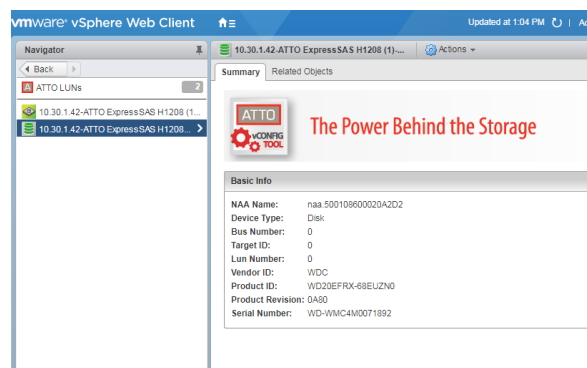 vmware® vSphere Web Client
Updated at 1:04 PM
Navigator
10.30.1.42-ATTO ExpressSAS H1208 (1)-...
Actions
Back
Summary
Related Objects
ATTO LUNs
2
10.30.1.42-ATTO ExpressSAS H1208 (1...
10.30.1.42-ATTO ExpressSAS H1208...
ATTO
vCONFIG
TOOL
The Power Behind the Storage
Basic Info
NAA Name: naa.500108600020A2D2
Device Type: Disk
Bus Number: 0
Target ID: 0
Lun Number: 0
Vendor ID: WDC
Product ID: WD20EFRX-68EUZN0
Product Revision: 0A80
Serial Number: WD-WMC4M0071892